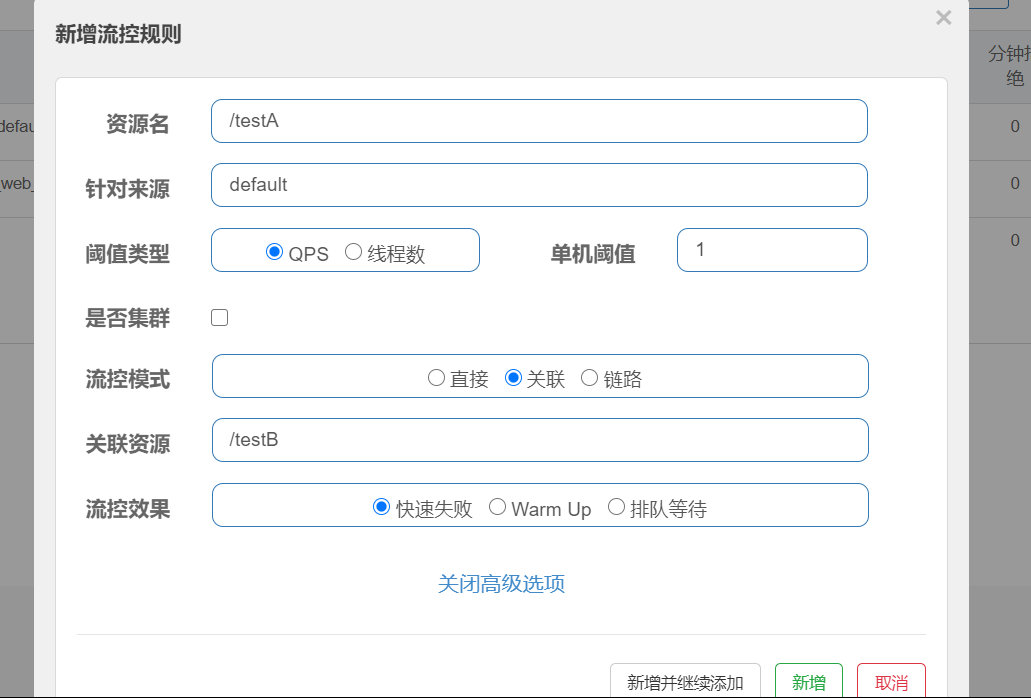 新增流控规则
×
分钟拒
绝
资源名 /testA
defau
0
针对来源 default
_web_
0
阈值类型 QPS 线程数 单机阈值 1
0
是否集群
流控模式 直接 关联 链路
关联资源 /testB
流控效果 快速失败 Warm Up 排队等待
关闭高级选项
新增并继续添加 新增 取消